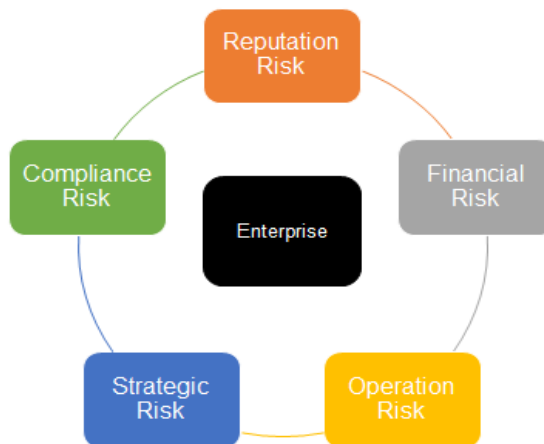 Reputation
Risk
Compliance
Risk
Financial
Risk
Enterprise
Strategic
Risk
Operation
Risk